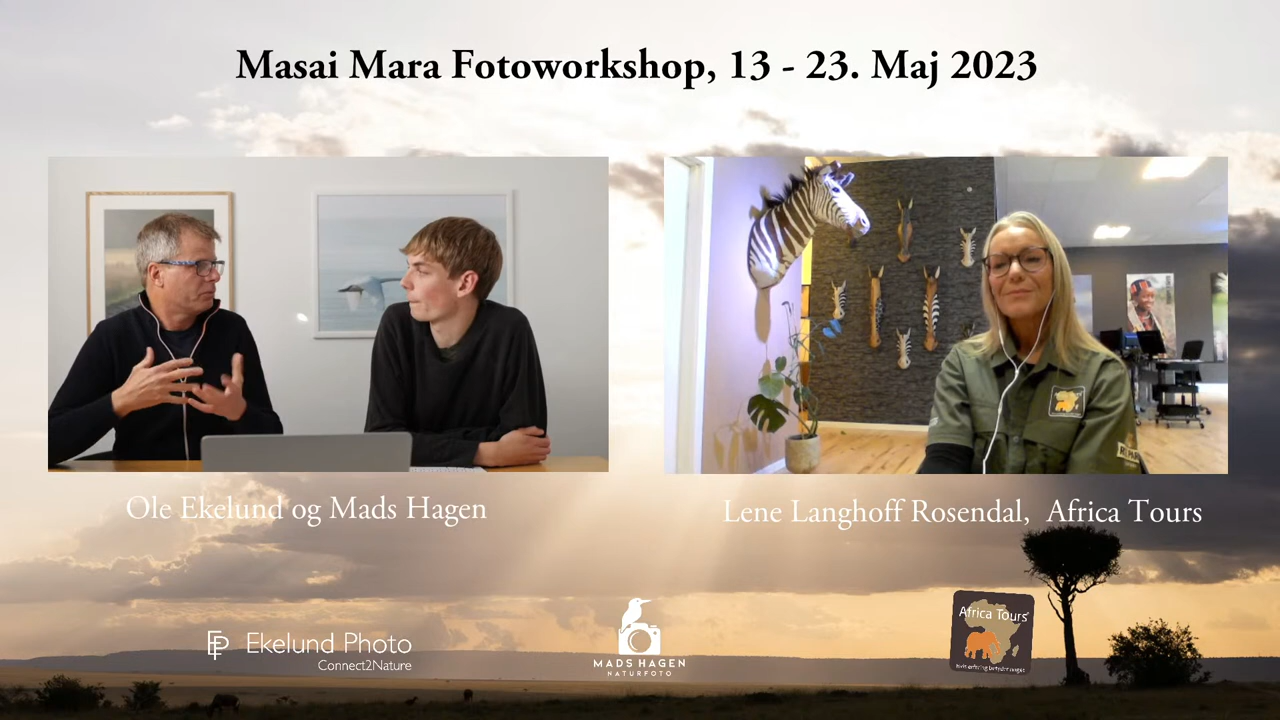 Masai Mara Fotoworkshop, 13 - 23. Maj 2023
Ole Ekelund og Mads Hagen
Lene Langhoff Rosendal, Africa Tours
EP Ekelund Photo
Connect2Nature
MADS HAGEN
NATURFOTO
Africa Tours